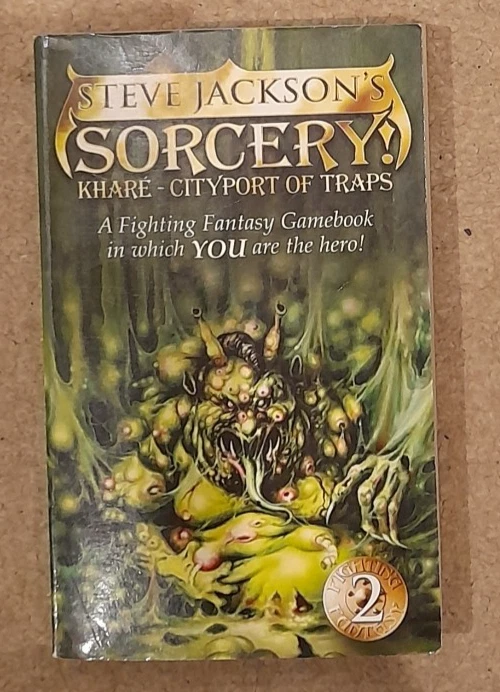 STEVE JACKSON'S
SORCERY!
KHARÉ - CITYPORT OF TRAPS
A Fighting Fantasy Gamebook
in which YOU are the hero!
FIGHTING
2
FANTASY